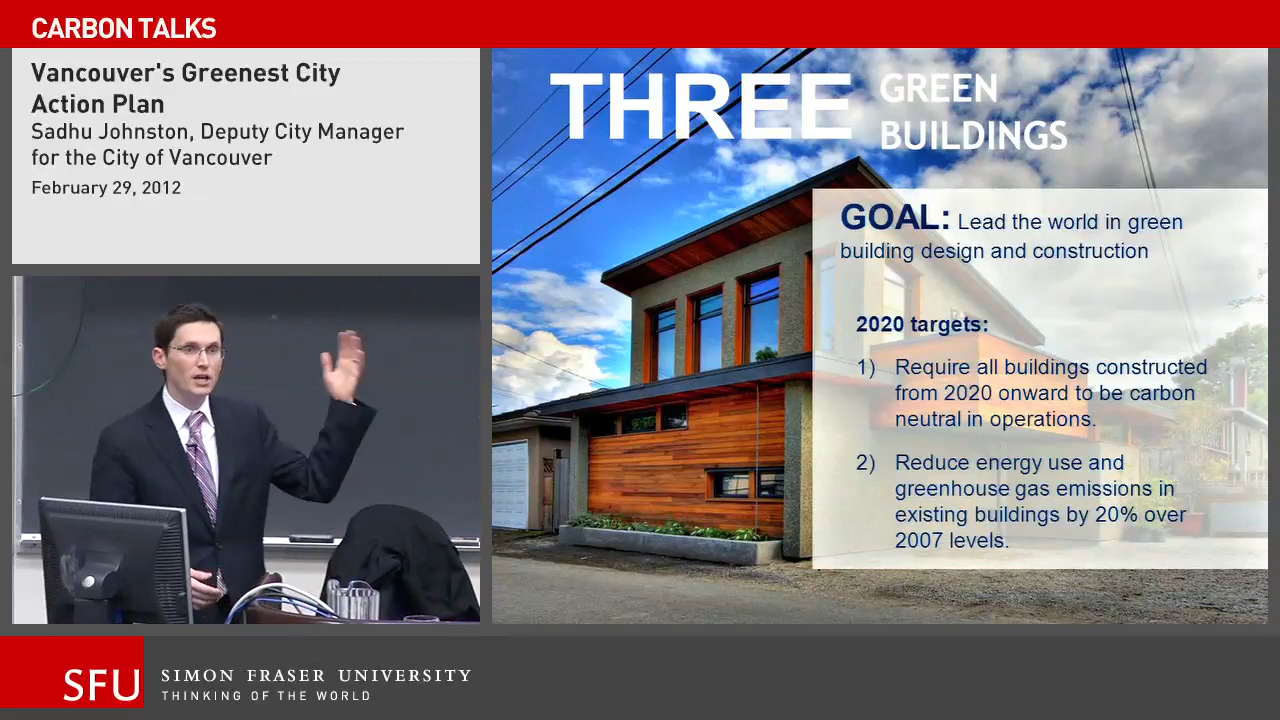 CARBON TALKS
Vancouver's Greenest City
Action Plan
Sadhu Johnston, Deputy City Manager
for the City of Vancouver
February 29, 2012
THREE GREEN
BUILDINGS
GOAL: Lead the world in green
building design and construction
2020 targets:
1) Require all buildings constructed
from 2020 onward to be carbon
neutral in operations.
2) Reduce energy use and
greenhouse gas emissions in
existing buildings by 20% over
2007 levels.
SFU SIMON FRASER UNIVERSITY
THINKING OF THE WORLD